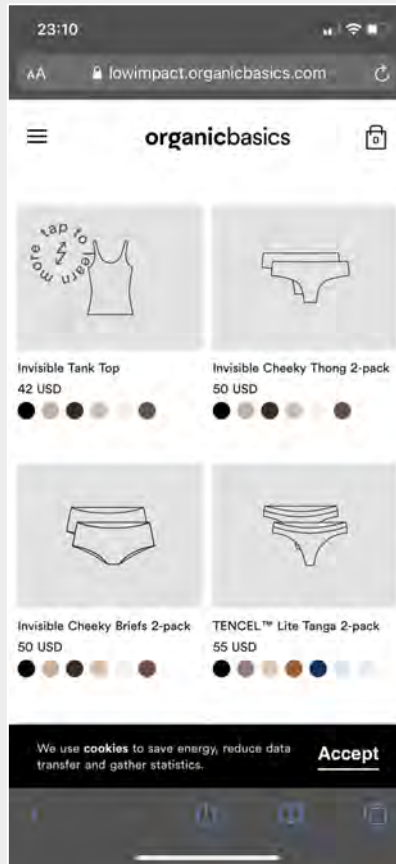 23:10
AA lowimpact.organicbasics.com
organicbasics
0
tap to learn more
Invisible Tank Top
42 USD
Invisible Cheeky Thong 2-pack
50 USD
Invisible Cheeky Briefs 2-pack
50 USD
TENCEL™ Lite Tanga 2-pack
55 USD
We use cookies to save energy, reduce data
transfer and gather statistics.
Accept